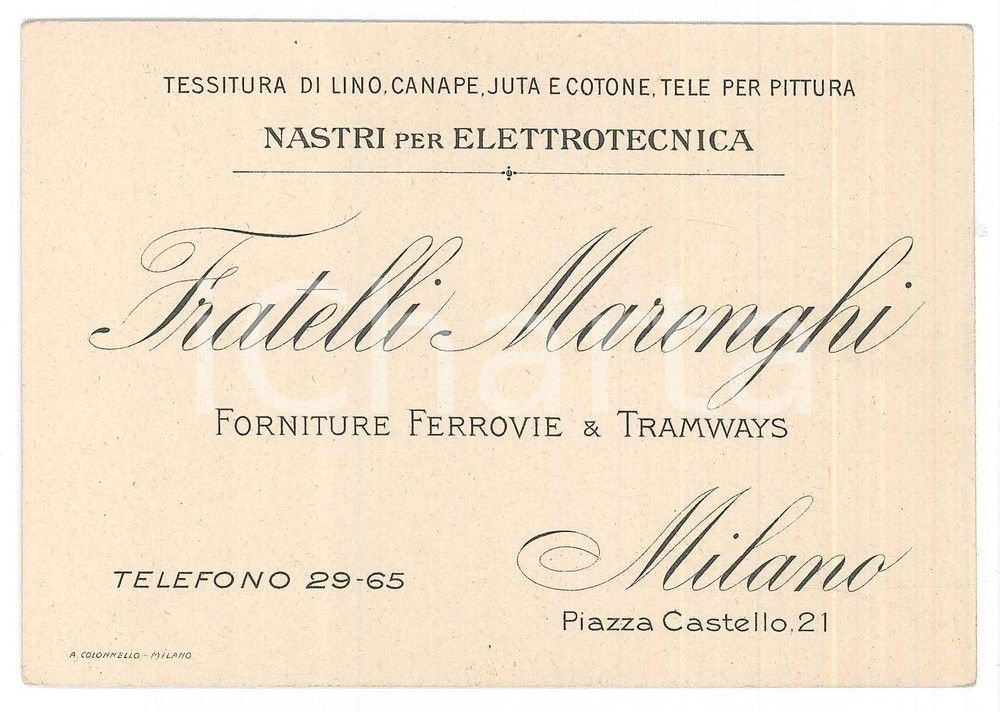 TESSITURA DI LINO, CANAPE, JUTA E COTONE, TELE PER PITTURA
NASTRI PER ELETTROTECNICA
Fratelli Marenghi
iCharta
FORNITURE FERROVIE & TRAMWAYS
TELEFONO 29-65
Milano
Piazza Castello, 21
A. COLONNELLO - MILANO